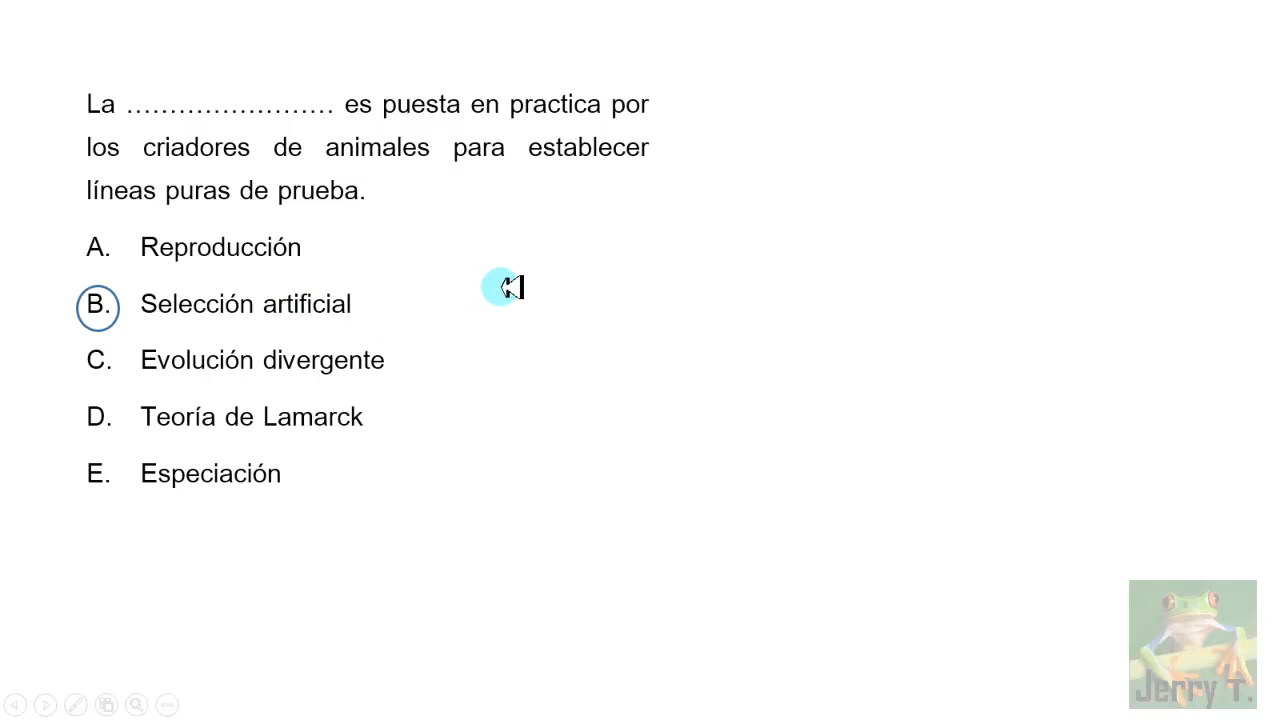 La …………………… es puesta en practica por
los criadores de animales para establecer
líneas puras de prueba.
A. Reproducción
B. Selección artificial
C. Evolución divergente
D. Teoría de Lamarck
E. Especiación
Jerry T.